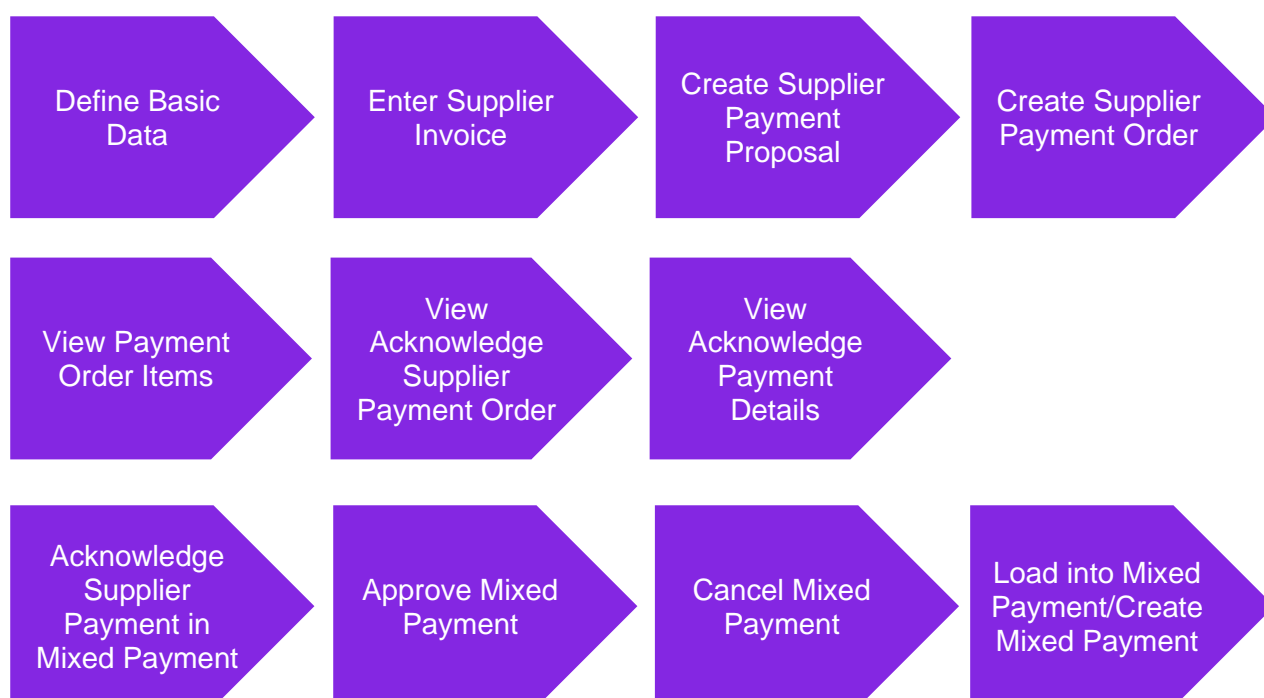 Define Basic
Data
Enter Supplier
Invoice
Create Supplier
Payment
Proposal
Create Supplier
Payment Order
View Payment
Order Items
View
Acknowledge
Supplier
Payment Order
View
Acknowledge
Payment
Details
Acknowledge
Supplier
Payment in
Mixed Payment
Approve Mixed
Payment
Cancel Mixed
Payment
Load into Mixed
Payment/Create
Mixed Payment